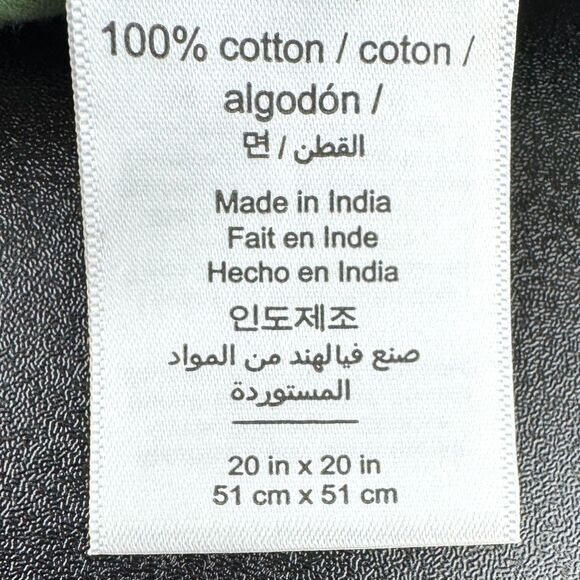 100% cotton / coton /
algodón /
면 / القطن
Made in India
Fait en Inde
Hecho en India
인도제조
صنع فيالهند من المواد
المستوردة
20 in x 20 in
51 cm x 51 cm